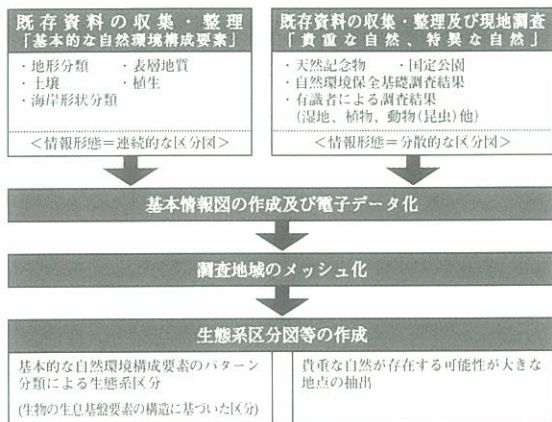 既存資料の収集・整理
「基本的な自然環境構成要素」
・地形分類　・表層地質
・土壌　・植生
・海岸形状分類
＜情報形態＝連続的な区分図＞
既存資料の収集・整理及び現地調査
「貴重な自然、特異な自然」
・天然記念物　・国定公園
・自然環境保全基礎調査結果
・有識者による調査結果
(湿地、植物、動物(昆虫)他)
＜情報形態＝分散的な区分図＞
基本情報図の作成及び電子データ化
調査地域のメッシュ化
生態系区分図等の作成
基本的な自然環境構成要素のパターン
分類による生態系区分
(生物の生息基盤要素の構造に基づいた区分)
貴重な自然が存在する可能性が大きな
地点の抽出